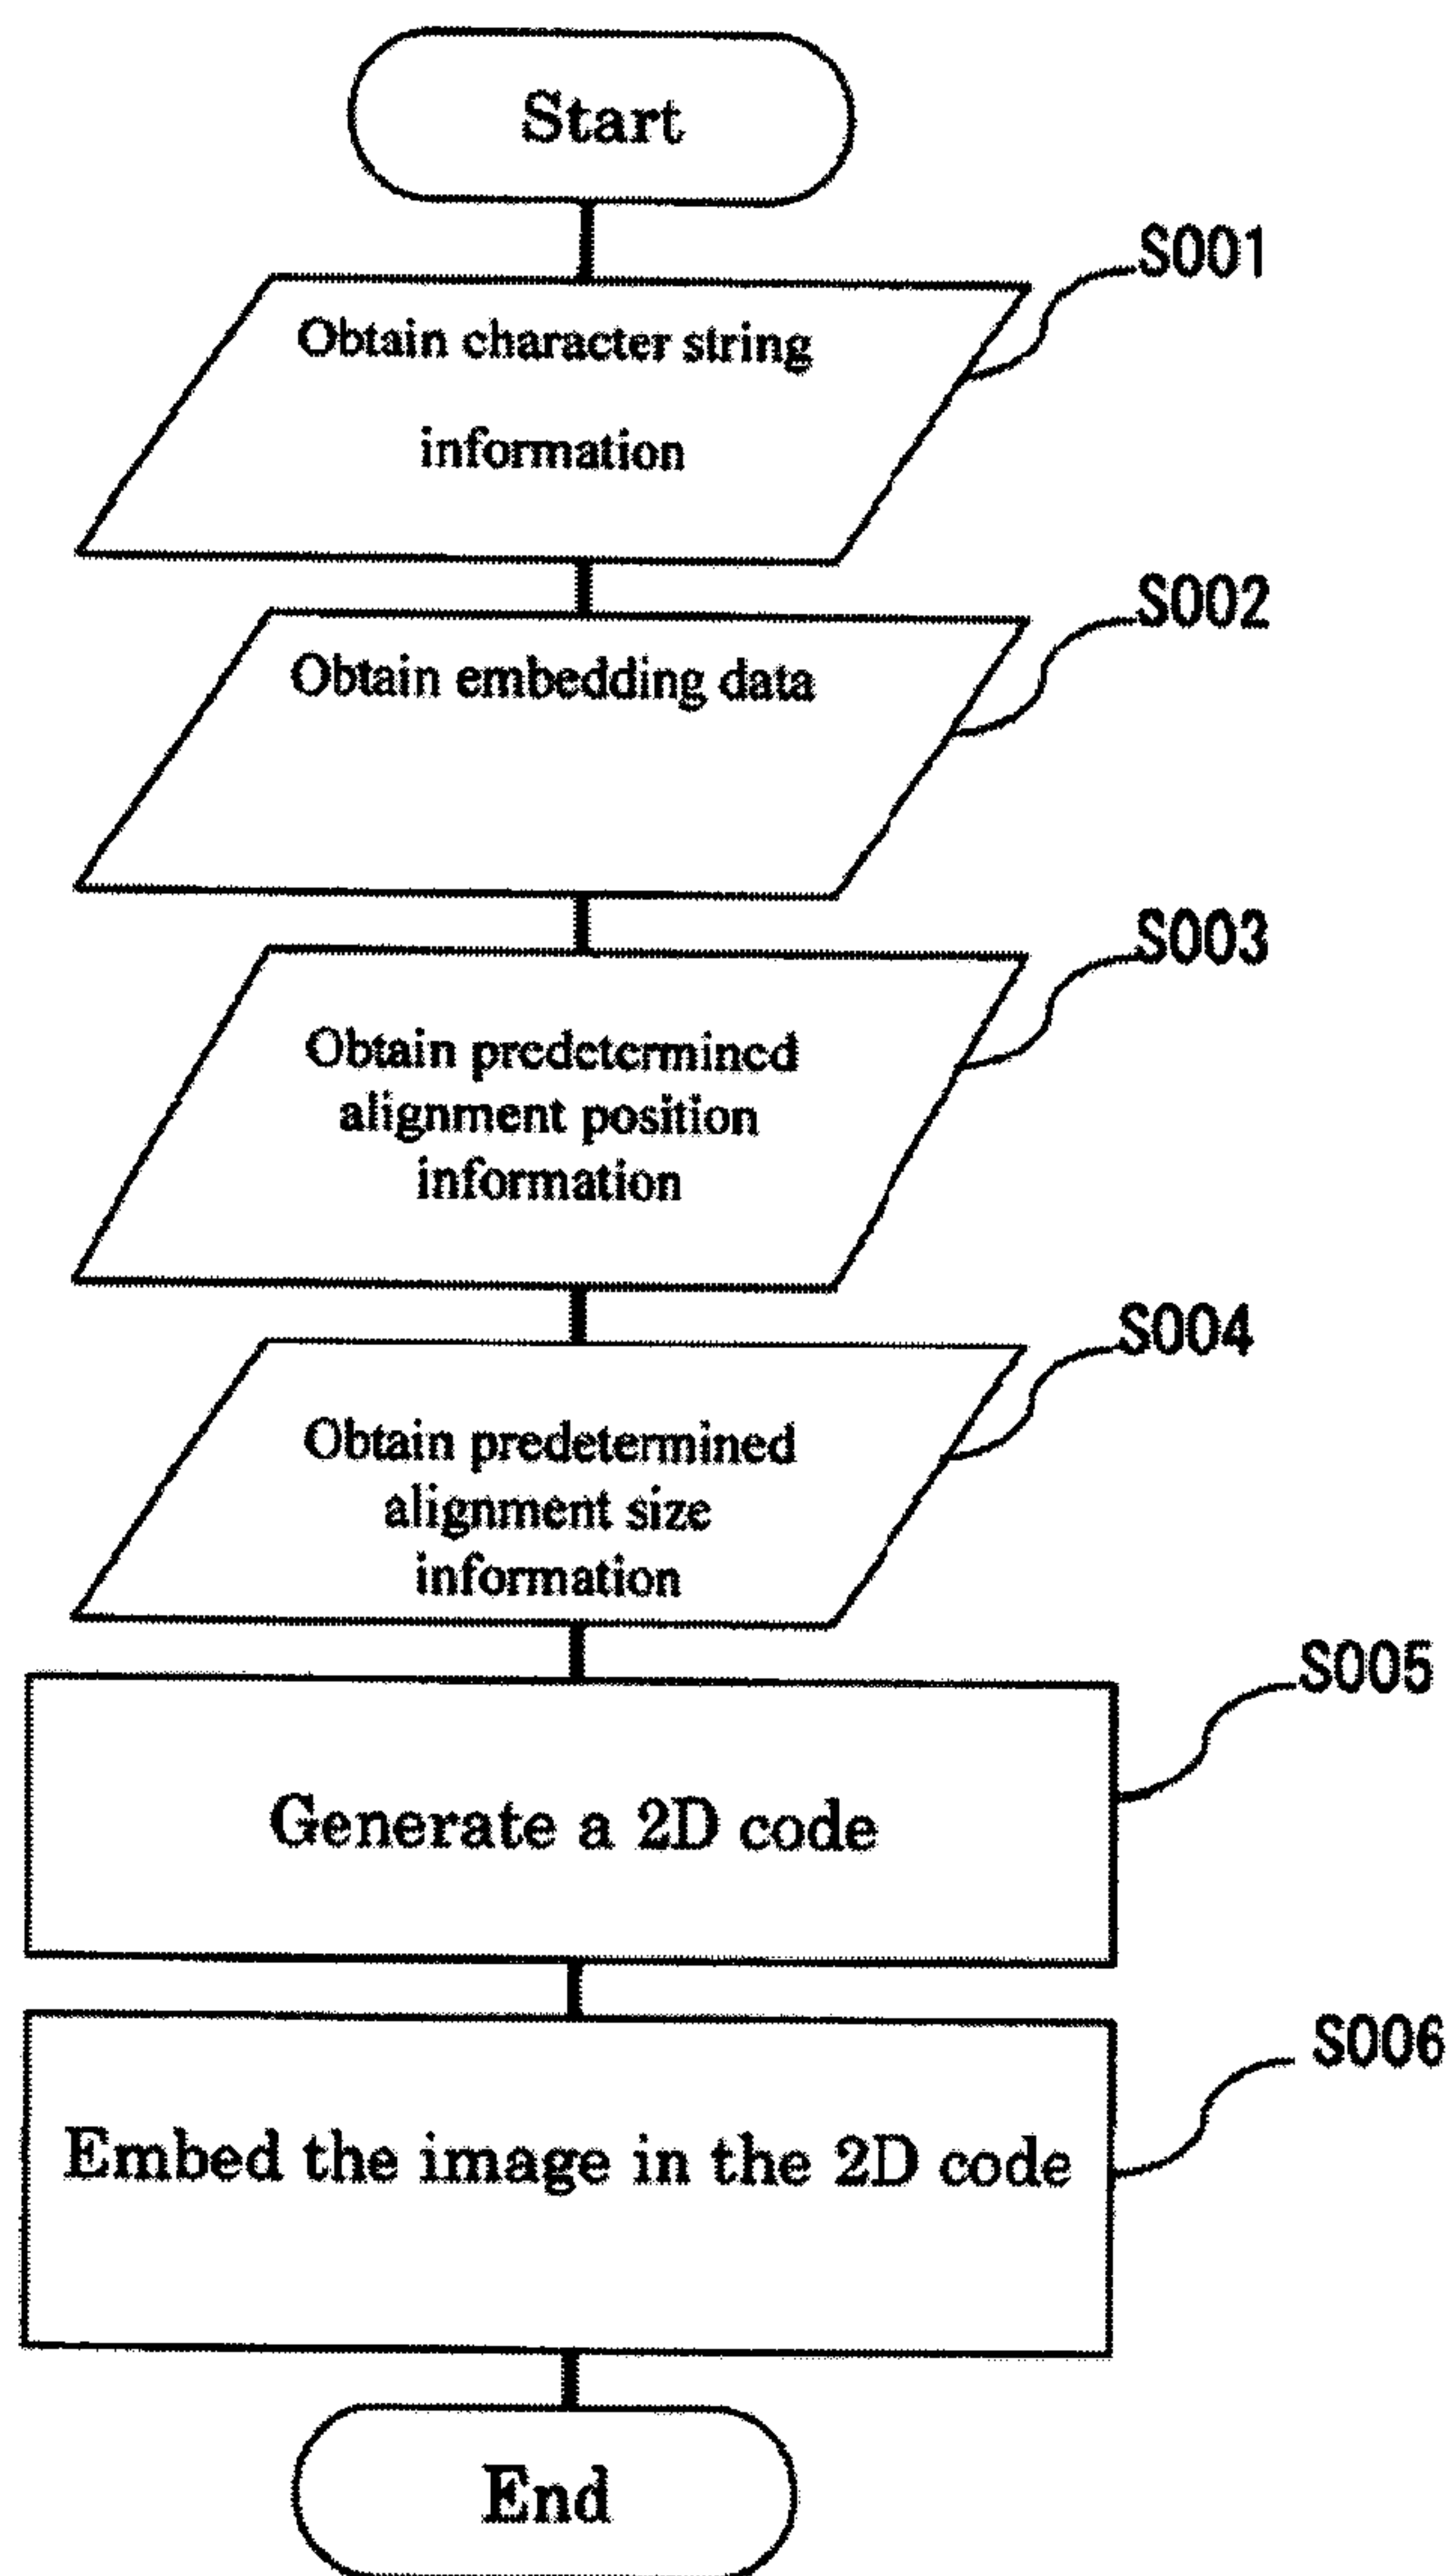 Start
S001
Obtain character string
information
S002
Obtain embedding data
S003
Obtain predetermined
alignment position
information
S004
Obtain predetermined
alignment size
information
S005
Generate a 2D code
S006
Embed the image in the 2D code
End